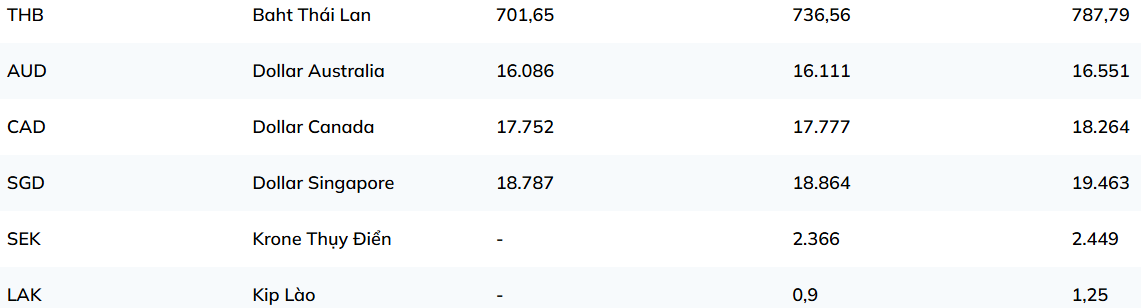 THB Baht Thái Lan 701,65 736,56 787,79
AUD Dollar Australia 16.086 16.111 16.551
CAD Dollar Canada 17.752 17.777 18.264
SGD Dollar Singapore 18.787 18.864 19.463
SEK Krone Thụy Điển - 2.366 2.449
LAK Kip Lào - 0,9 1,25